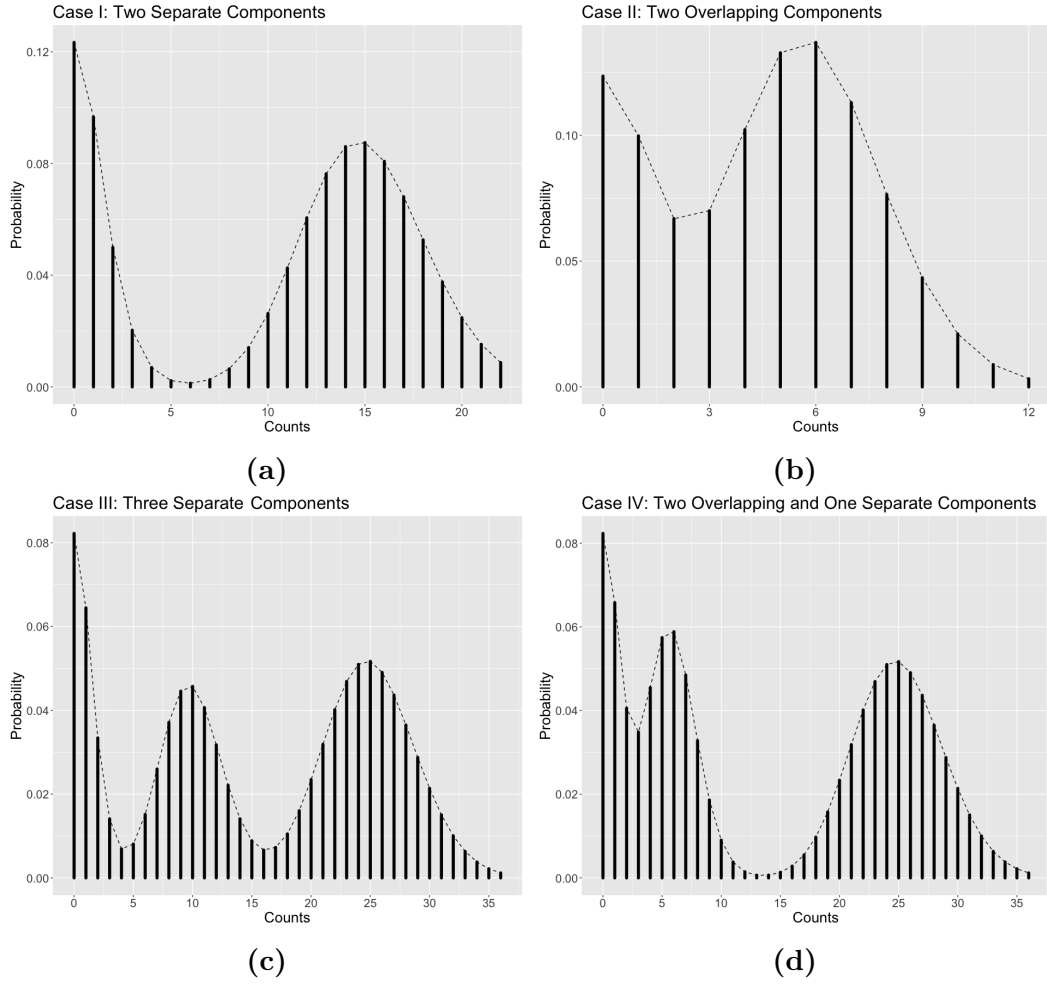 Case I: Two Separate Components
0.12
0.08
0.04
0.00
Probability
0 5 10 15 20
Counts
(a)
Case II: Two Overlapping Components
0.10
0.05
0.00
Probability
0 3 6 9 12
Counts
(b)
Case III: Three Separate Components
0.08
0.06
0.04
0.02
0.00
Probability
0 5 10 15 20 25 30 35
Counts
(c)
Case IV: Two Overlapping and One Separate Components
0.08
0.06
0.04
0.02
0.00
Probability
0 5 10 15 20 25 30 35
Counts
(d)